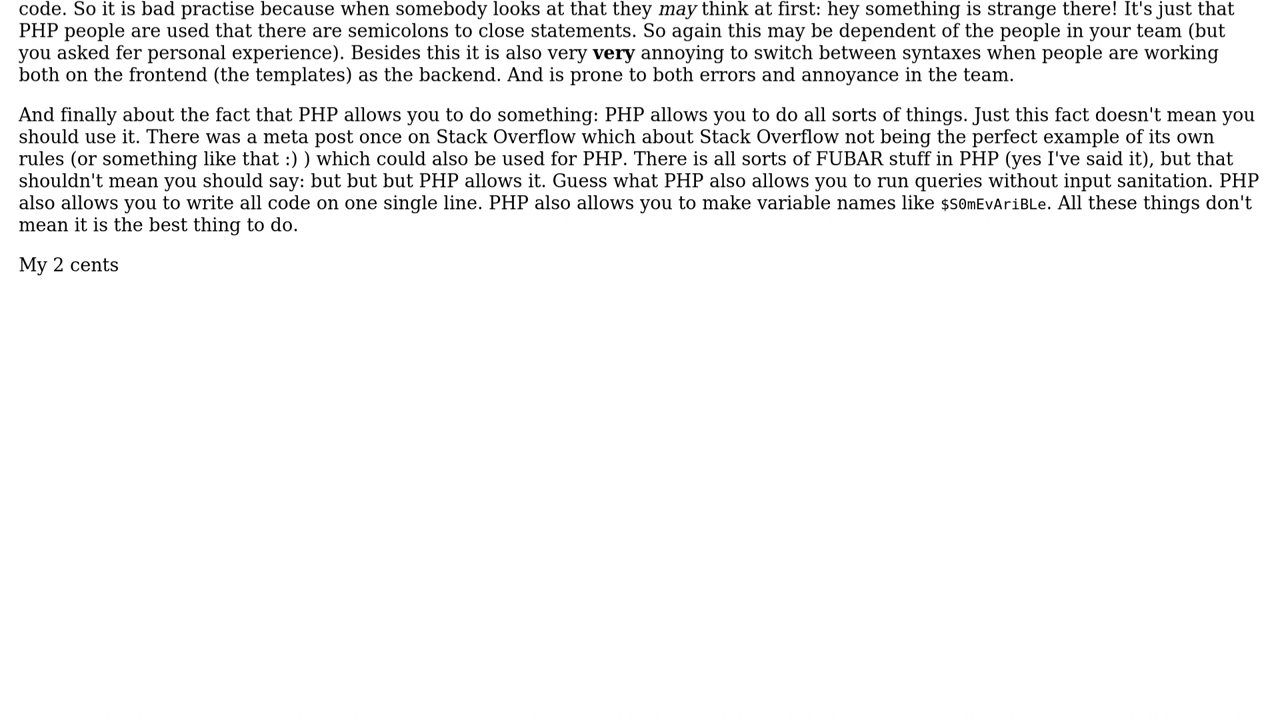 code. So it is bad practise because when somebody looks at that they may think at first: hey something is strange there! It's just that
PHP people are used that there are semicolons to close statements. So again this may be dependent of the people in your team (but
you asked fer personal experience). Besides this it is also very very annoying to switch between syntaxes when people are working
both on the frontend (the templates) as the backend. And is prone to both errors and annoyance in the team.
And finally about the fact that PHP allows you to do something: PHP allows you to do all sorts of things. Just this fact doesn't mean you
should use it. There was a meta post once on Stack Overflow which about Stack Overflow not being the perfect example of its own
rules (or something like that :) ) which could also be used for PHP. There is all sorts of FUBAR stuff in PHP (yes I've said it), but that
shouldn't mean you should say: but but but PHP allows it. Guess what PHP also allows you to run queries without input sanitation. PHP
also allows you to write all code on one single line. PHP also allows you to make variable names like $S0mEvAriBLe. All these things don't
mean it is the best thing to do.
My 2 cents